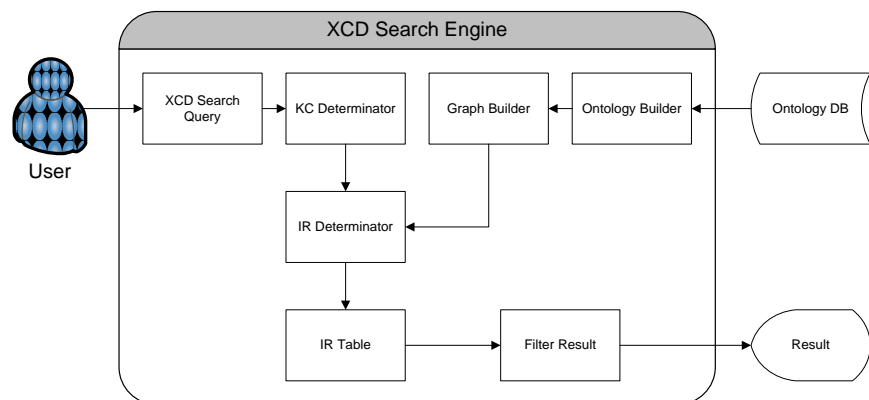 XCD Search Engine
XCD Search
Query
KC Determinator
Graph Builder
Ontology Builder
Ontology DB
User
IR Determinator
IR Table
Filter Result
Result